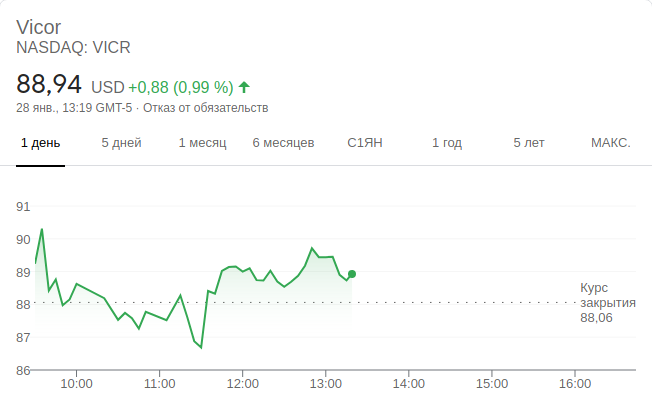 Vicor
NASDAQ: VICR
88,94 USD +0,88 (0,99 %)
28 янв., 13:19 GMT-5 · Отказ от обязательств
1 день 5 дней 1 месяц 6 месяцев С1ЯН 1 год 5 лет МАКС.
91
90
89
88
87
86
Курс
закрытия
88,06
10:00 11:00 12:00 13:00 14:00 15:00 16:00